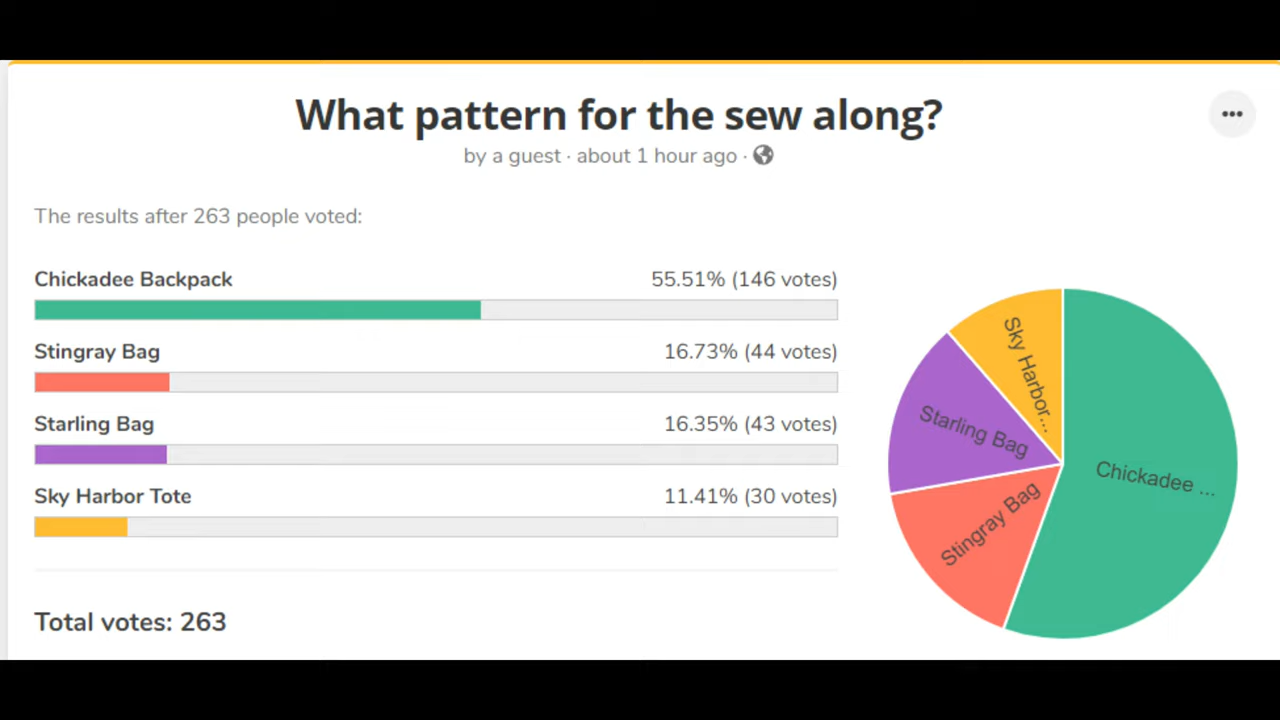 What pattern for the sew along?
by a guest · about 1 hour ago ·
The results after 263 people voted:
Chickadee Backpack 55.51% (146 votes)
Stingray Bag 16.73% (44 votes)
Starling Bag 16.35% (43 votes)
Sky Harbor Tote 11.41% (30 votes)
Total votes: 263
Sky Harbor...
Starling Bag
Chickadee ...
Stingray Bag